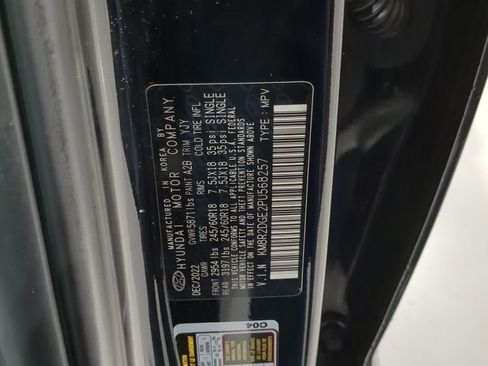 MANUFACTURED IN KOREA BY
HYUNDAI MOTOR COMPANY
DEC/2022 GVWR 5871lbs PAINT A2B TRIM YJY
GAWR TIRES RIMS COLD TIRE INFL
FRONT 2954 lbs 245/60R18 7.5JX18 35psi SINGLE
REAR 3197 lbs 245/60R18 7.5JX18 35psi SINGLE
THIS VEHICLE CONFORMS TO ALL APPLICABLE U.S.A. FEDERAL
MOTOR VEHICLE SAFETY, BUMPER, AND THEFT PREVENTION STANDARDS
IN EFFECT ON THE DATE OF MANUFACTURE SHOWN ABOVE.
V.I.N KM8R2DGE2PU568257 TYPE: MPV
C04